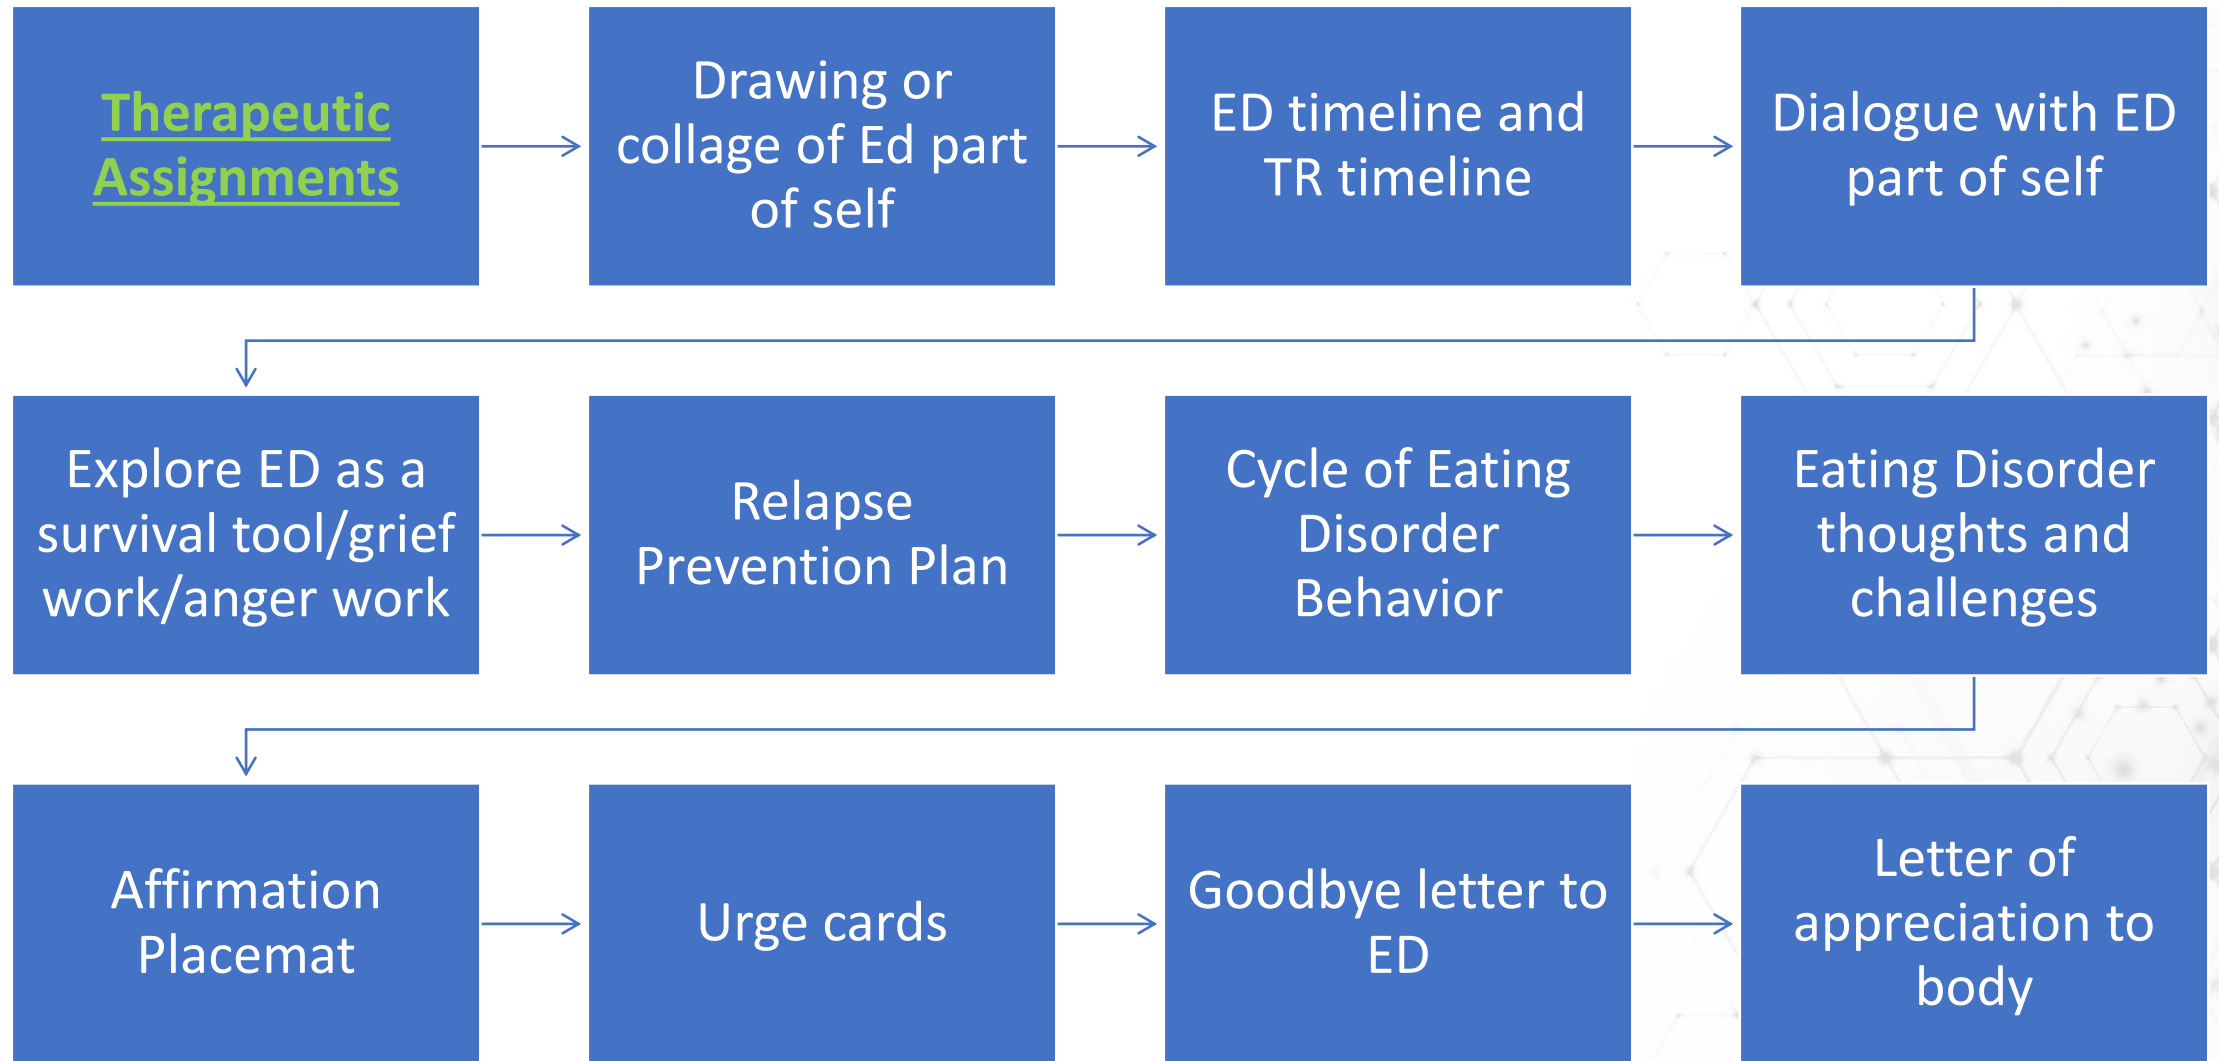 Therapeutic
Assignments
Drawing or
collage of Ed part
of self
ED timeline and
TR timeline
Dialogue with ED
part of self
Explore ED as a
survival tool/grief
work/anger work
Relapse
Prevention Plan
Cycle of Eating
Disorder
Behavior
Eating Disorder
thoughts and
challenges
Affirmation
Placemat
Urge cards
Goodbye letter to
ED
Letter of
appreciation to
body